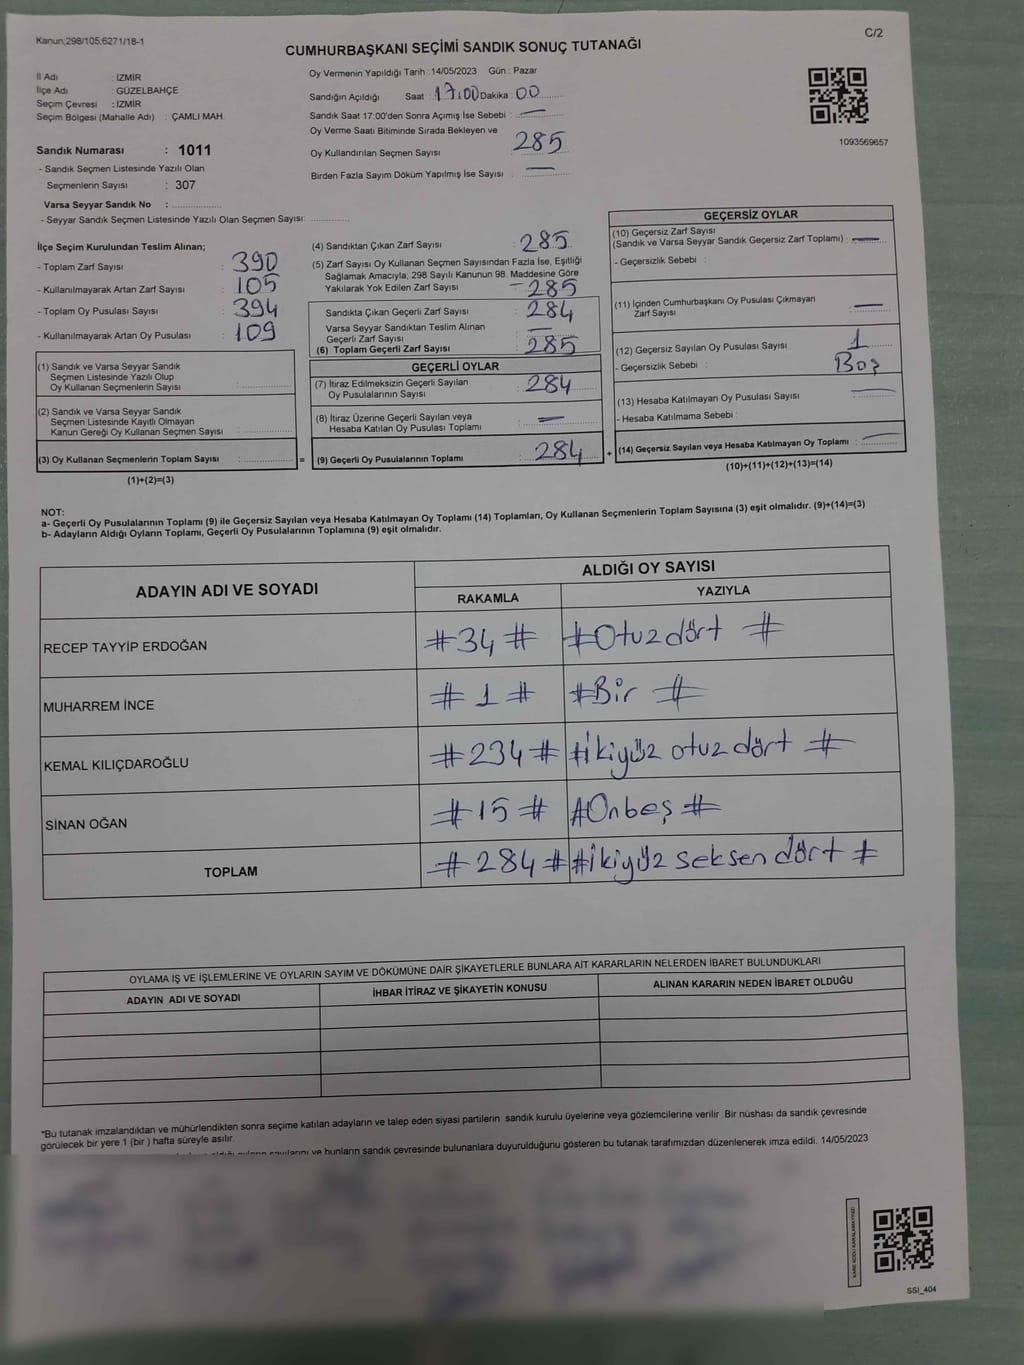 Kanun;298/105;6271/18-1
C/2
CUMHURBAŞKANI SEÇİMİ SANDIK SONUÇ TUTANAĞI
İl Adı : İZMİR
İlçe Adı : GÜZELBAHÇE
Seçim Çevresi : İZMİR
Seçim Bölgesi (Mahalle Adı) : ÇAMLI MAH.
Sandık Numarası : 1011
- Sandık Seçmen Listesinde Yazılı Olan
Seçmenlerin Sayısı : 307
Varsa Seyyar Sandık No :
- Seyyar Sandık Seçmen Listesinde Yazılı Olan Seçmen Sayısı:
Oy Vermenin Yapıldığı Tarih :14/05/2023 Gün : Pazar
Sandığın Açıldığı Saat : 17:00 Dakika : 00
Sandık Saat 17:00'den Sonra Açımış İse Sebebi : —
Oy Verme Saati Bitiminde Sırada Bekleyen ve
Oy Kullandırılan Seçmen Sayısı : 285
Birden Fazla Sayım Döküm Yapılmış İse Sayısı : —
1093569657
İlçe Seçim Kurulundan Teslim Alınan;
- Toplam Zarf Sayısı : 390
- Kullanılmayarak Artan Zarf Sayısı : 105
- Toplam Oy Pusulası Sayısı : 394
- Kullanılmayarak Artan Oy Pusulası : 109
(1) Sandık ve Varsa Seyyar Sandık
Seçmen Listesinde Yazılı Olup
Oy Kullanan Seçmenlerin Sayısı :
(2) Sandık ve Varsa Seyyar Sandık
Seçmen Listesinde Kayıtlı Olmayan
Kanun Gereği Oy Kullanan Seçmen Sayısı :
(3) Oy Kullanan Seçmenlerin Toplam Sayısı : =
(1)+(2)=(3)
(4) Sandıktan Çıkan Zarf Sayısı : 285
(5) Zarf Sayısı Oy Kullanan Seçmen Sayısından Fazla İse, Eşitliği
Sağlamak Amacıyla; 298 Sayılı Kanunun 98. Maddesine Göre
Yakılarak Yok Edilen Zarf Sayısı : - 285
Sandıkta Çıkan Geçerli Zarf Sayısı : 284
Varsa Seyyar Sandıktan Teslim Alınan
Geçerli Zarf Sayısı : —
(6) Toplam Geçerli Zarf Sayısı : 285
GEÇERLİ OYLAR
(7) İtiraz Edilmeksizin Geçerli Sayılan
Oy Pusulasının Sayısı : 284
(8) İtiraz Üzerine Geçerli Sayılan veya
Hesaba Katılan Oy Pusulası Toplamı : —
(9) Geçerli Oy Pusulalarının Toplamı : 284 +
GEÇERSİZ OYLAR
(10) Geçersiz Zarf Sayısı
(Sandık ve Varsa Seyyar Sandık Geçersiz Zarf Toplamı) : —
- Geçersizlik Sebebi :
(11) İçinden Cumhurbaşkanı Oy Pusulası Çıkmayan
Zarf Sayısı : —
(12) Geçersiz Sayılan Oy Pusulası Sayısı : 1
- Geçersizlik Sebebi : Boş
(13) Hesaba Katılmayan Oy Pusulası Sayısı : —
- Hesaba Katılmama Sebebi :
(14) Geçersiz Sayılan veya Hesaba Katılmayan Oy Toplamı : —
(10)+(11)+(12)+(13)=(14)
NOT:
a- Geçerli Oy Pusulalarının Toplamı (9) ile Geçersiz Sayılan veya Hesaba Katılmayan Oy Toplamı (14) Toplamları, Oy Kullanan Seçmenlerin Toplam Sayısına (3) eşit olmalıdır. (9)+(14)=(3)
b- Adayların Aldığı Oyların Toplamı, Geçerli Oy Pusulalarının Toplamına (9) eşit olmalıdır.
ADAYIN ADI VE SOYADI ALDIĞI OY SAYISI
RAKAMLA YAZIYLA
RECEP TAYYİP ERDOĞAN #34# #Otuzdört #
MUHARREM İNCE # 1 # #Bir #
KEMAL KILIÇDAROĞLU #234# #ikiyüz otuz dört #
SİNAN OĞAN #15 # #Onbeş #
TOPLAM #284# #ikiyüz seksen dört #
OYLAMA İŞ VE İŞLEMLERİNE VE OYLARIN SAYIM VE DÖKÜMÜNE DAİR ŞİKAYETLERLE BUNLARA AİT KARARLARIN NELERDEN İBARET BULUNDUKLARI
ADAYIN ADI VE SOYADI İHBAR İTİRAZ VE ŞİKAYETİN KONUSU ALINAN KARARIN NEDEN İBARET OLDUĞU
*Bu tutanak imzalandıktan ve mühürlendikten sonra seçime katılan adayların ve talep eden siyasi partilerin sandık kurulu üyelerine veya gözlemcilerine verilir. Bir nüshası da sandık çevresinde
görülecek bir yere 1 (bir ) hafta süreyle asılır.
sayılarını ve bunların sandık çevresinde bulunanlara duyurulduğunu gösteren bu tutanak tarafımızdan düzenlenerek imza edildi. 14/05/2023
KARE KODU KARALAMAYINIZ!
SSI_404